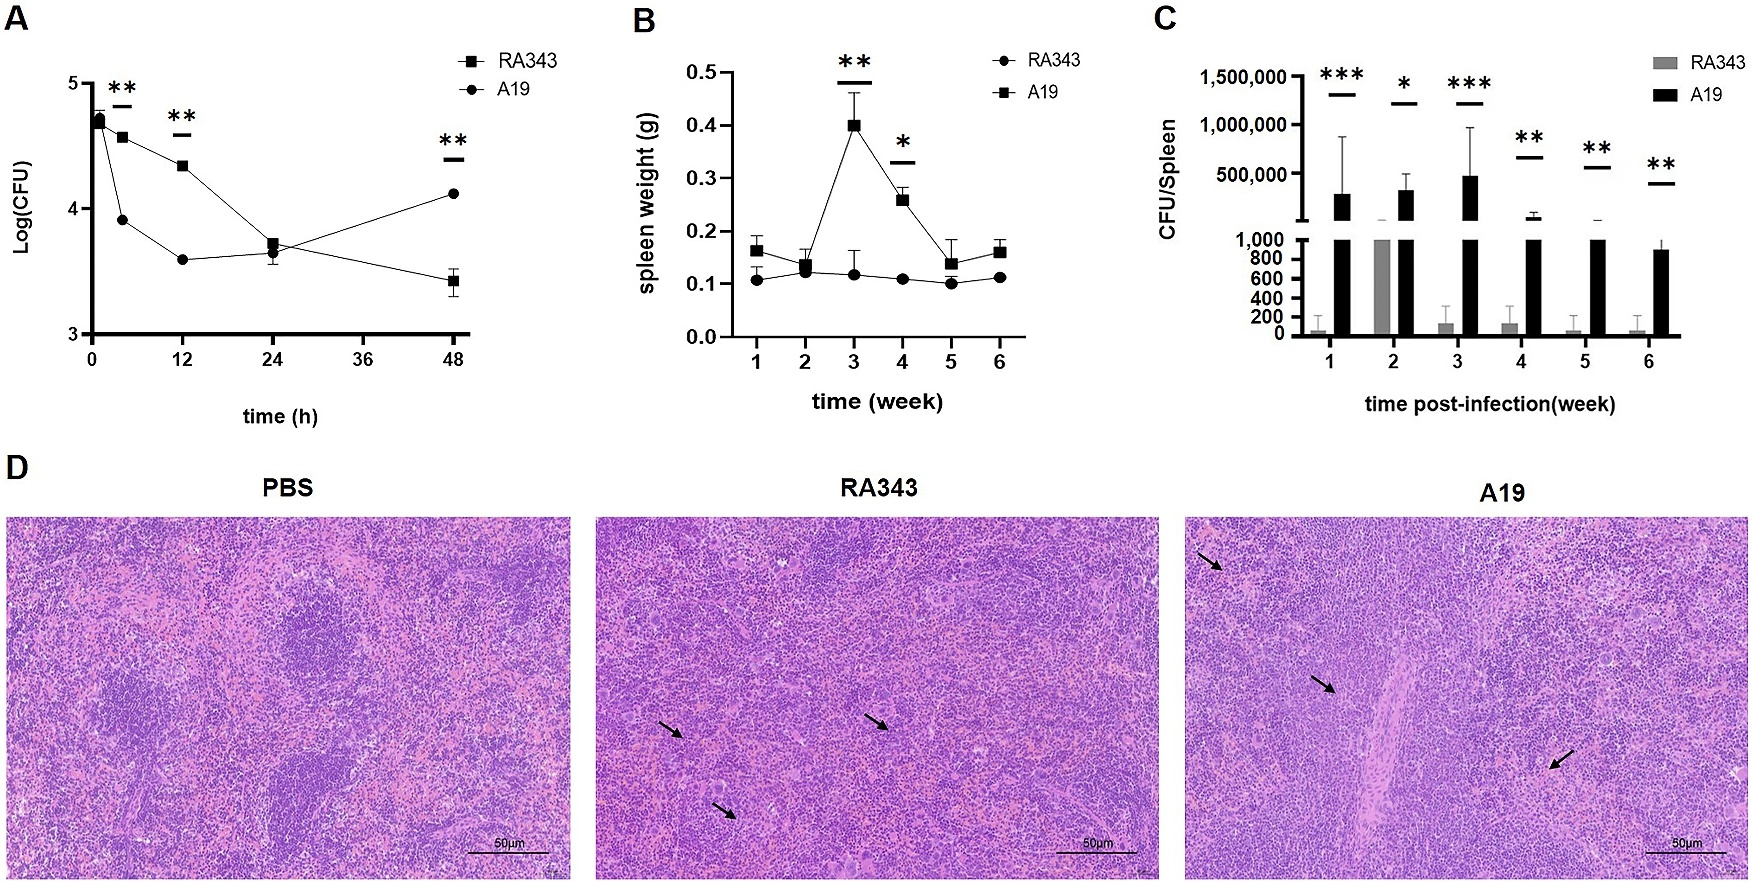 A
RA343
A19
5
**
**
**
4
3
Log(CFU)
0
12
24
36
48
time (h)
B
RA343
A19
0.5
**
0.4
*
0.3
0.2
0.1
0.0
spleen weight (g)
1
2
3
4
5
6
time (week)
C
RA343
A19
1,500,000
***
*
***
**
**
**
1,000,000
500,000
1,000
800
600
400
200
0
CFU/Spleen
1
2
3
4
5
6
time post-infection(week)
D
PBS
RA343
A19
50μm
50μm
50μm